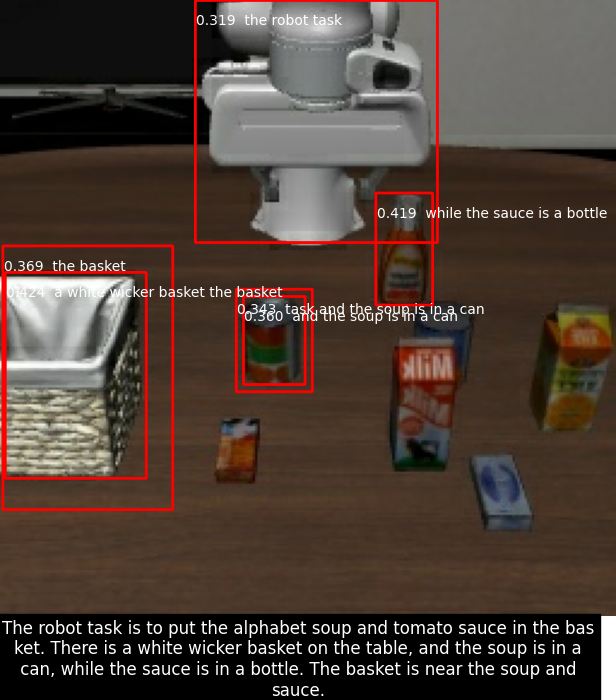 0.319 the robot task
0.419 while the sauce is a bottle
0.369 the basket
0.424 a white wicker basket the basket
0.343 task and the soup is in a can
0.360 and the soup is in a can
Milk
Milk
The robot task is to put the alphabet soup and tomato sauce in the bas
ket. There is a white wicker basket on the table, and the soup is in a
can, while the sauce is in a bottle. The basket is near the soup and
sauce.